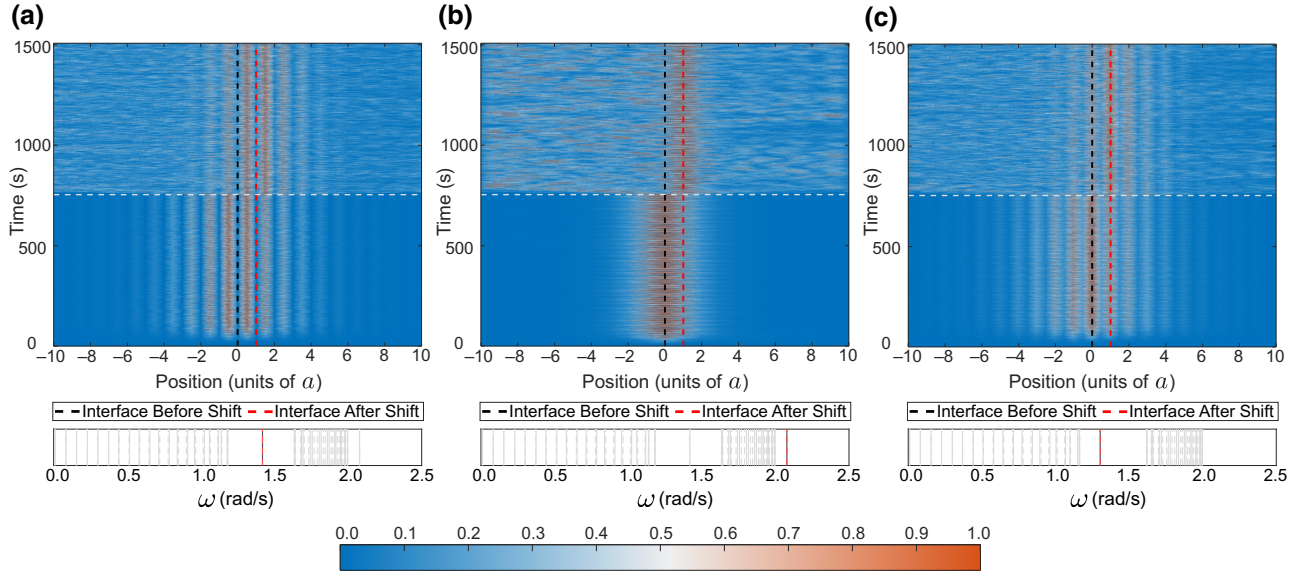 (a)
1500
1000
500
0
Time (s)
−10 −8 −6 −4 −2 0 2 4 6 8 10
Position (units of a)
Interface Before Shift Interface After Shift
0.0 0.5 1.0 1.5 2.0 2.5
ω (rad/s)
(b)
1500
1000
500
0
Time (s)
−10 −8 −6 −4 −2 0 2 4 6 8 10
Position (units of a)
Interface Before Shift Interface After Shift
0.0 0.5 1.0 1.5 2.0 2.5
ω (rad/s)
(c)
1500
1000
500
0
Time (s)
−10 −8 −6 −4 −2 0 2 4 6 8 10
Position (units of a)
Interface Before Shift Interface After Shift
0.0 0.5 1.0 1.5 2.0 2.5
ω (rad/s)
0.0 0.1 0.2 0.3 0.4 0.5 0.6 0.7 0.8 0.9 1.0